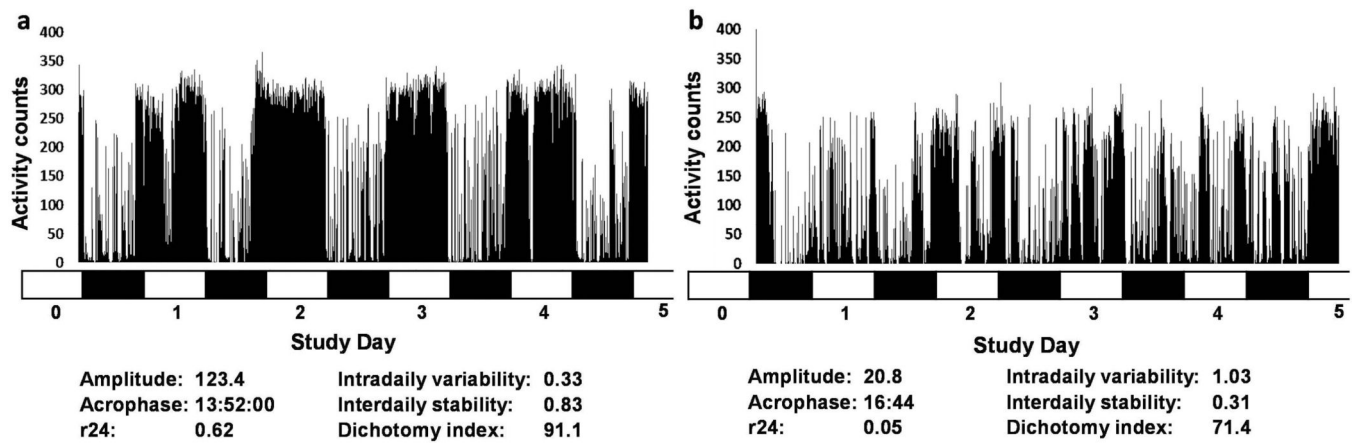 a
400
350
300
250
200
150
100
50
0
Activity counts
0 1 2 3 4 5
Study Day
Amplitude: 123.4 Intradaily variability: 0.33
Acrophase: 13:52:00 Interdaily stability: 0.83
r24: 0.62 Dichotomy index: 91.1
b
400
350
300
250
200
150
100
50
0
Activity counts
0 1 2 3 4 5
Study Day
Amplitude: 20.8 Intradaily variability: 1.03
Acrophase: 16:44 Interdaily stability: 0.31
r24: 0.05 Dichotomy index: 71.4